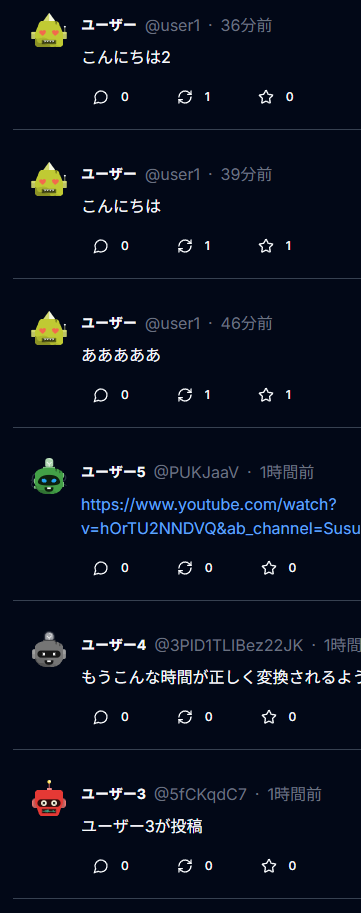 ユーザー @user1 · 36分前
こんにちは2
0 1 0
ユーザー @user1 · 39分前
こんにちは
0 1 1
ユーザー @user1 · 46分前
あああああ
0 1 1
ユーザー5 @PUKJaaV · 1時間前
https://www.youtube.com/watch?
v=hOrTU2NNDVQ&ab_channel=Susu
0 0 0
ユーザー4 @3PID1TLIBez22JK · 1時間
もうこんな時間が正しく変換されるよう
0 0 0
ユーザー3 @5fCKqdC7 · 1時間前
ユーザー3が投稿
0 0 0